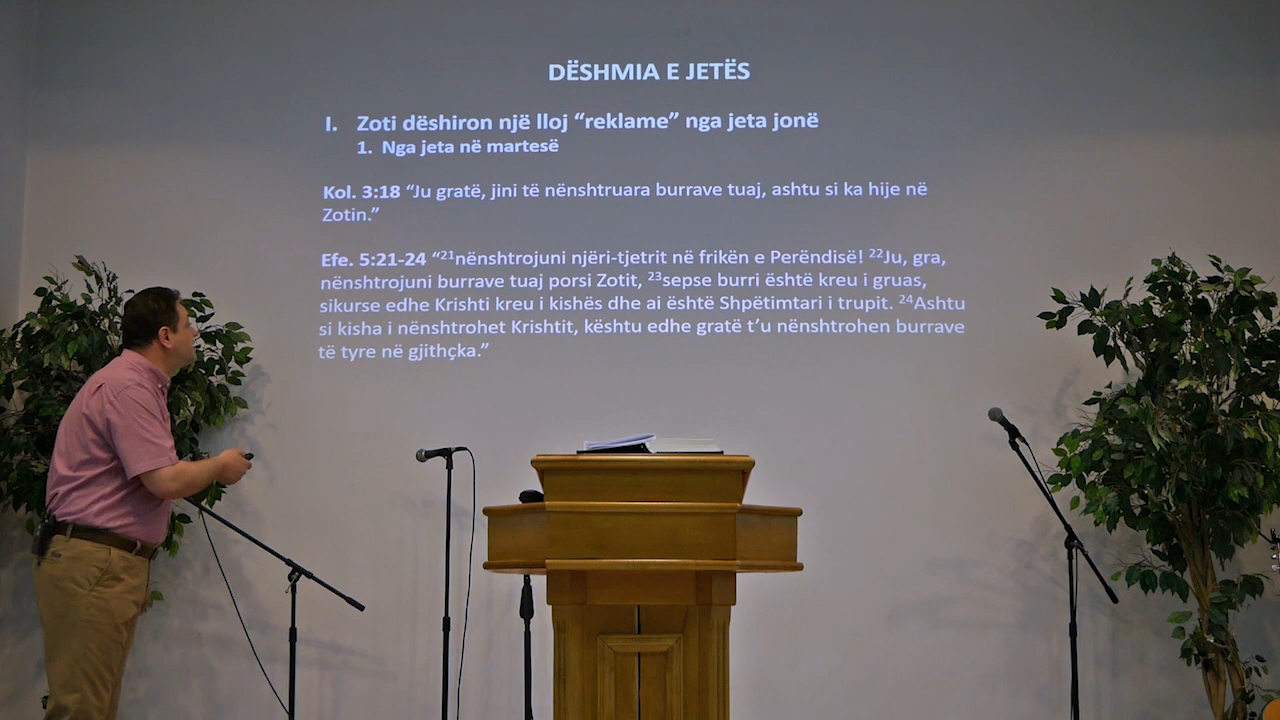 DËSHMIA E JETËS
I. Zoti dëshiron një lloj “reklame” nga jeta jonë
1. Nga jeta në martesë
Kol. 3:18 “Ju gratë, jini të nënshtruara burrave tuaj, ashtu si ka hije në
Zotin.”
Efe. 5:21-24 “²¹nënshtrojuni njëri-tjetrit në frikën e Perëndisë! ²²Ju, gra,
nënshtrojuni burrave tuaj porsi Zotit, ²³sepse burri është kreu i gruas,
sikurse edhe Krishti kreu i kishës dhe ai është Shpëtimtari i trupit. ²⁴Ashtu
si kisha i nënshtrohet Krishtit, kështu edhe gratë t’u nënshtrohen burrave
të tyre në gjithçka.”